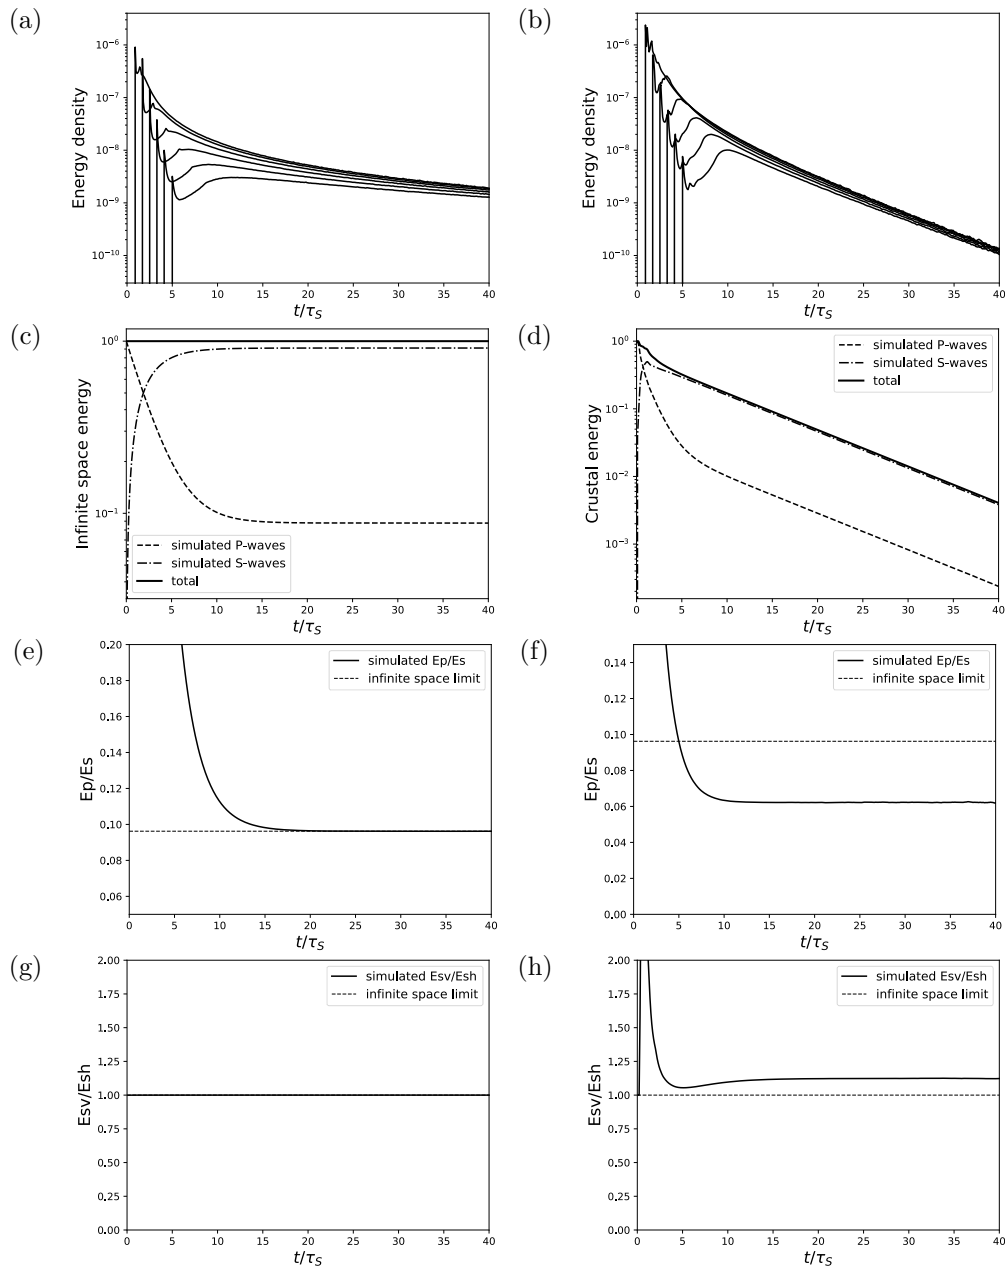 (a)
Energy density
10⁻⁶
10⁻⁷
10⁻⁸
10⁻⁹
10⁻¹⁰
0 5 10 15 20 25 30 35 40
t/τS
(b)
Energy density
10⁻⁶
10⁻⁷
10⁻⁸
10⁻⁹
10⁻¹⁰
0 5 10 15 20 25 30 35 40
t/τS
(c)
Infinite space energy
10⁰
10⁻¹
simulated P-waves
simulated S-waves
total
0 5 10 15 20 25 30 35 40
t/τS
(d)
Crustal energy
10⁰
10⁻¹
10⁻²
10⁻³
simulated P-waves
simulated S-waves
total
0 5 10 15 20 25 30 35 40
t/τS
(e)
Ep/Es
0.20
0.18
0.16
0.14
0.12
0.10
0.08
0.06
simulated Ep/Es
infinite space limit
0 5 10 15 20 25 30 35 40
t/τS
(f)
Ep/Es
0.14
0.12
0.10
0.08
0.06
0.04
0.02
0.00
simulated Ep/Es
infinite space limit
0 5 10 15 20 25 30 35 40
t/τS
(g)
Esv/Esh
2.00
1.75
1.50
1.25
1.00
0.75
0.50
0.25
0.00
simulated Esv/Esh
infinite space limit
0 5 10 15 20 25 30 35 40
t/τS
(h)
Esv/Esh
2.00
1.75
1.50
1.25
1.00
0.75
0.50
0.25
0.00
simulated Esv/Esh
infinite space limit
0 5 10 15 20 25 30 35 40
t/τS